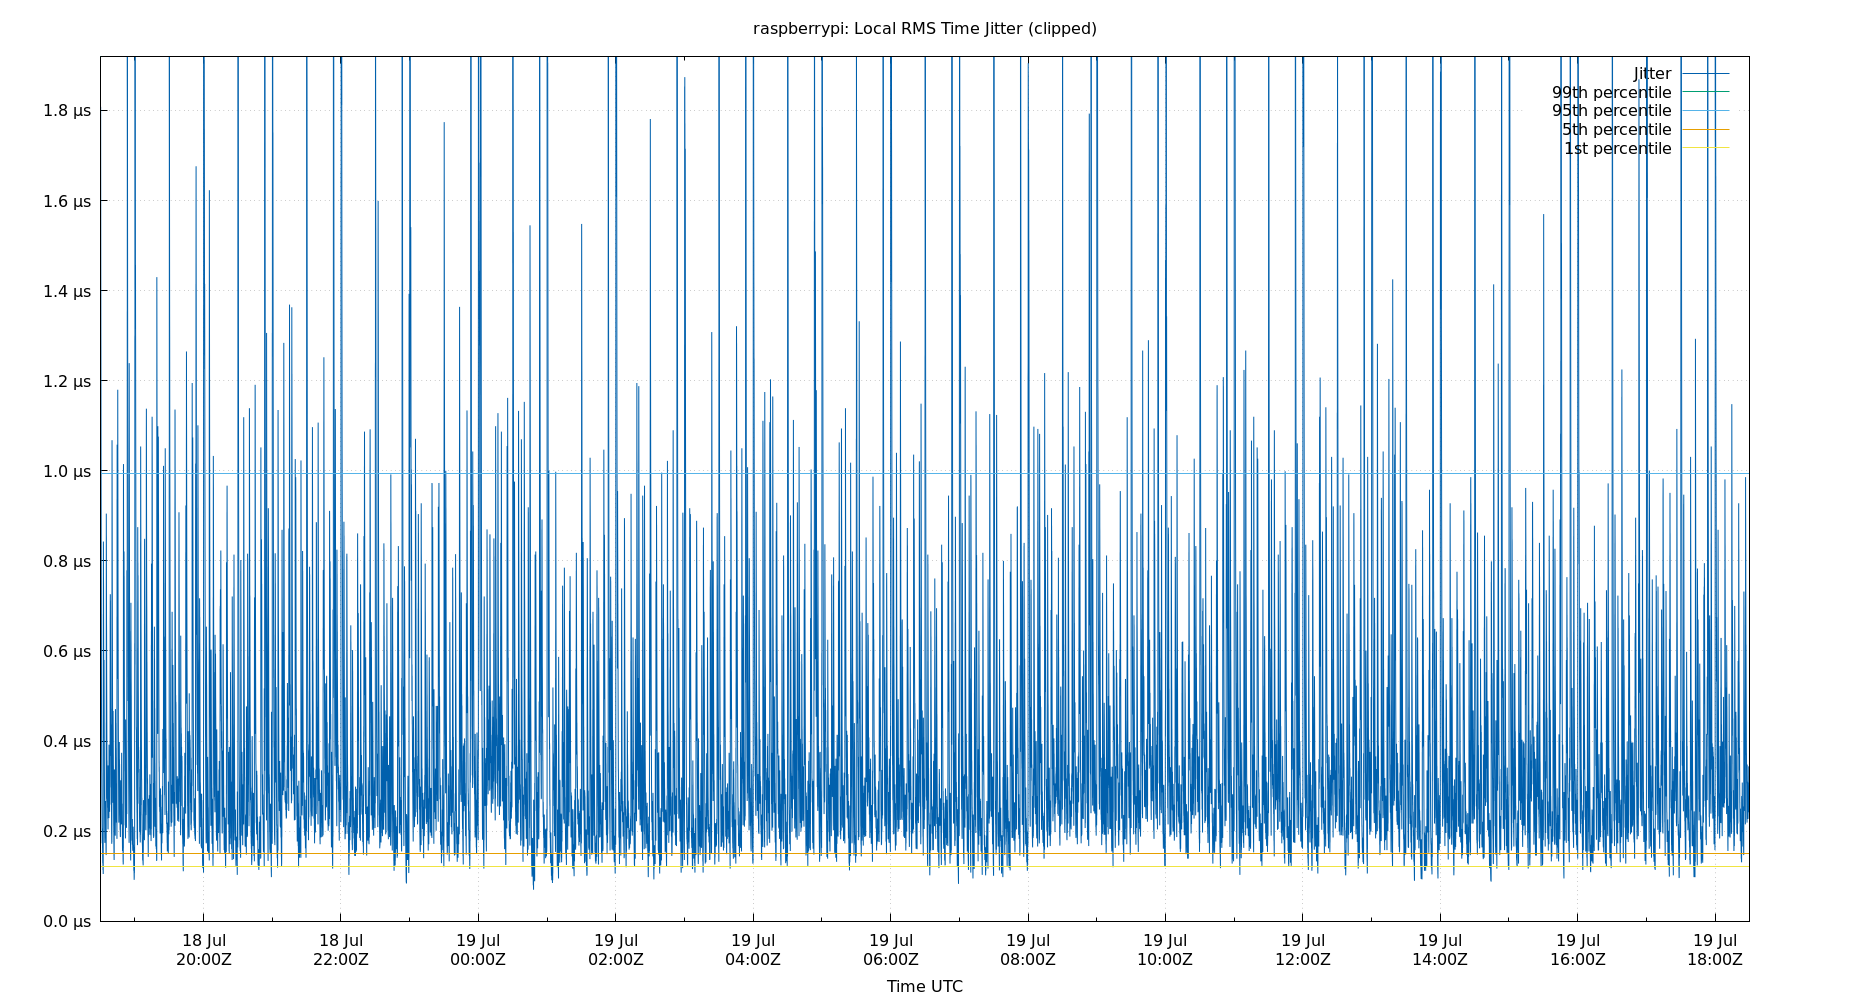 raspberrypi: Local RMS Time Jitter (clipped)
Jitter
99th percentile
95th percentile
5th percentile
1st percentile
1.8 µs
1.6 µs
1.4 µs
1.2 µs
1.0 µs
0.8 µs
0.6 µs
0.4 µs
0.2 µs
0.0 µs
18 Jul 18 Jul 19 Jul 19 Jul 19 Jul 19 Jul 19 Jul 19 Jul 19 Jul 19 Jul 19 Jul 19 Jul
20:00Z 22:00Z 00:00Z 02:00Z 04:00Z 06:00Z 08:00Z 10:00Z 12:00Z 14:00Z 16:00Z 18:00Z
Time UTC